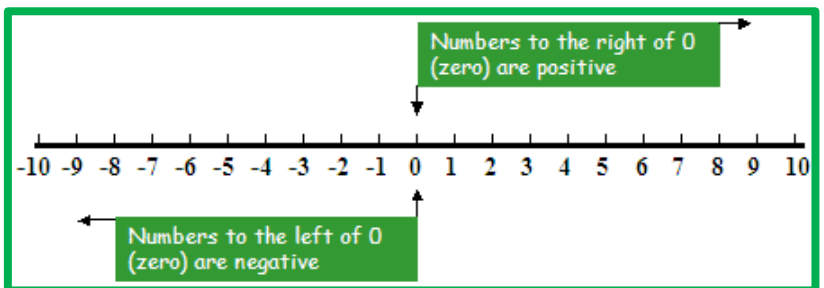 Numbers to the right of 0
(zero) are positive
-10 -9 -8 -7 -6 -5 -4 -3 -2 -1 0 1 2 3 4 5 6 7 8 9 10
Numbers to the left of 0
(zero) are negative